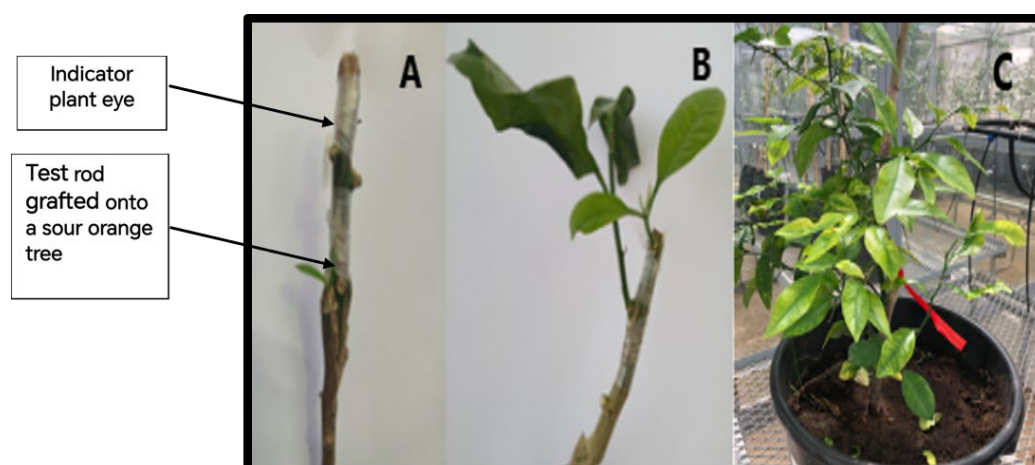 Indicator
plant eye
Test rod
grafted onto
a sour orange
tree
A
B
C